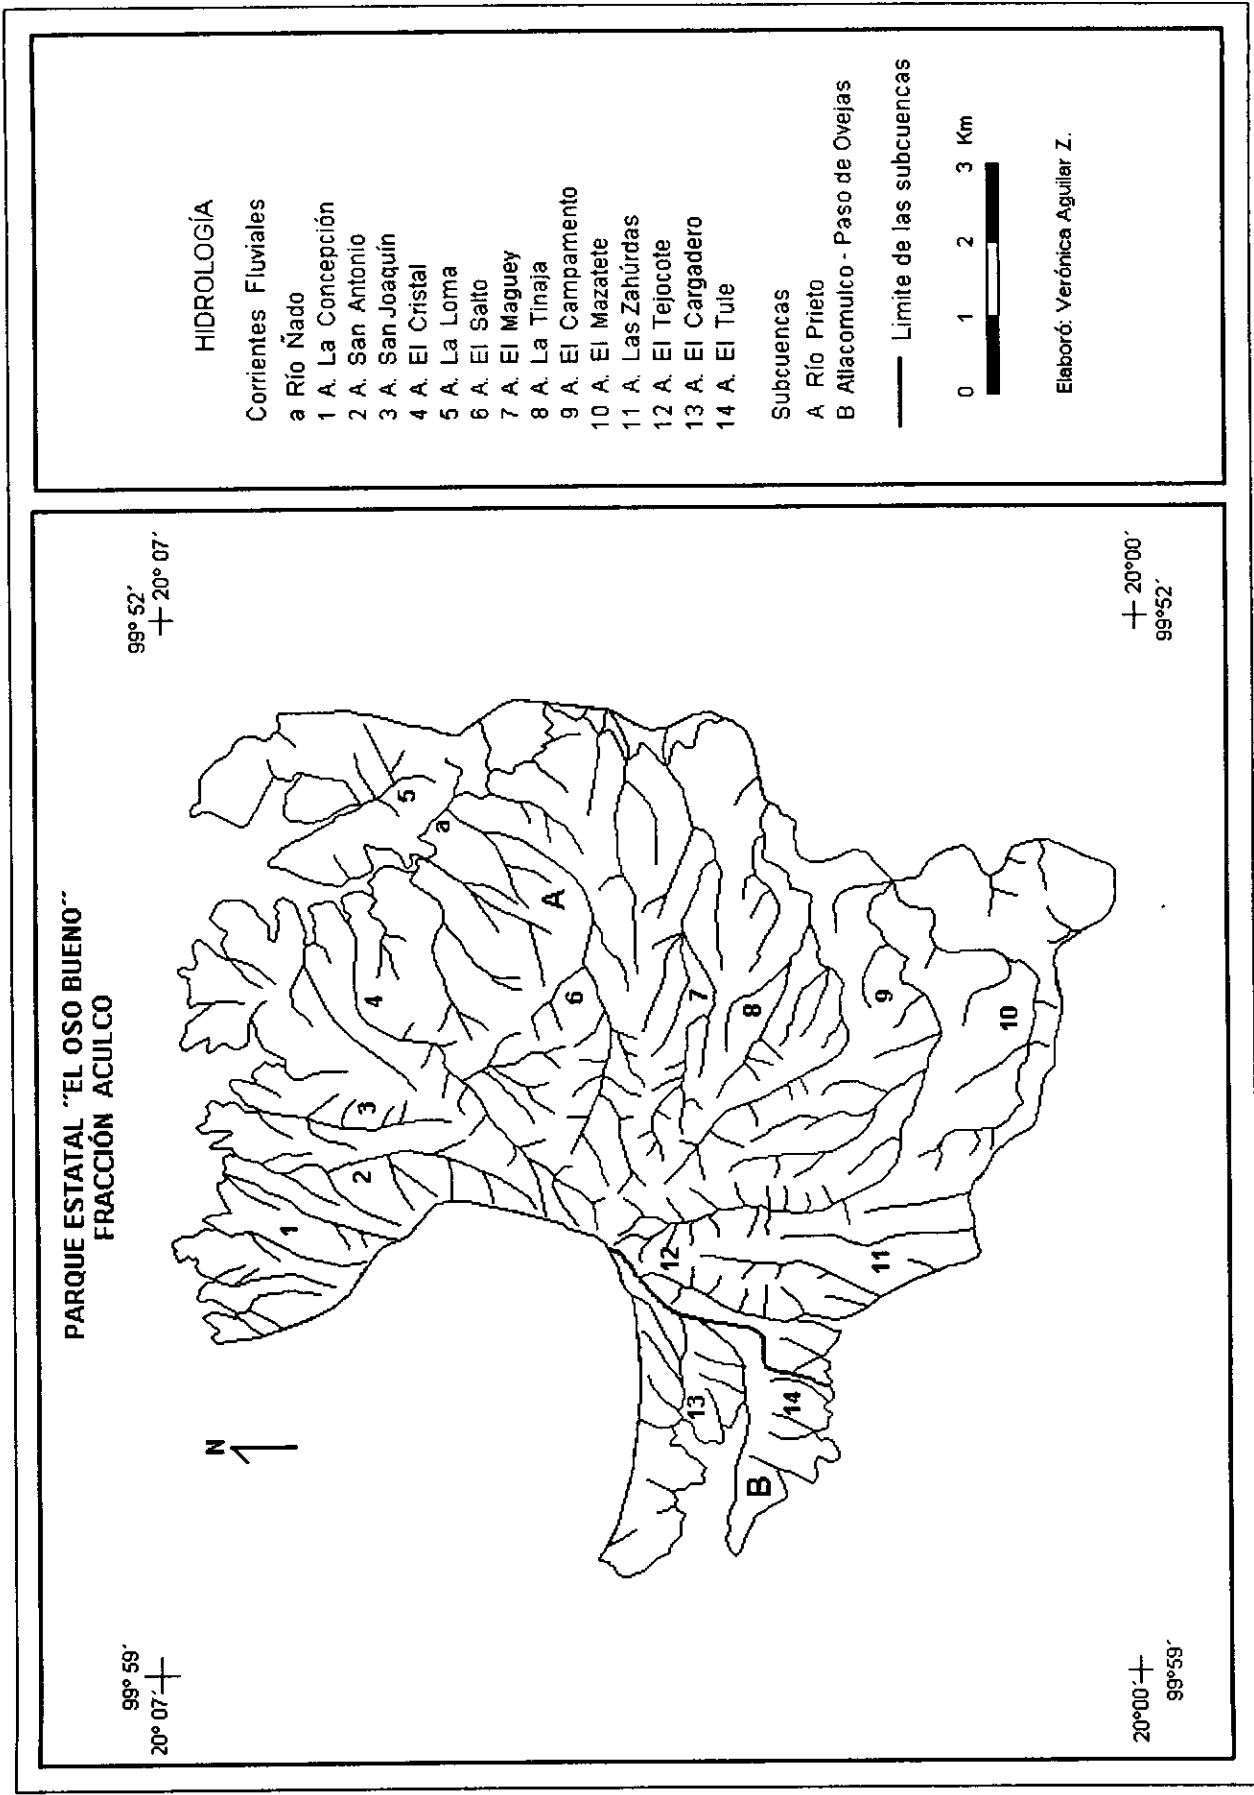 PARQUE ESTATAL "EL OSO BUENO"
FRACCIÓN ACULCO
99° 59´
20° 07´
99° 52´
20° 07´
N
1
2
3
4
5
a
A
6
7
8
9
10
11
12
13
14
B
20°00´
99°59´
20°00´
99°52´
HIDROLOGÍA
Corrientes Fluviales
a Río Ñado
1 A. La Concepción
2 A. San Antonio
3 A. San Joaquín
4 A. El Cristal
5 A. La Loma
6 A. El Salto
7 A. El Maguey
8 A. La Tinaja
9 A. El Campamento
10 A. El Mazatete
11 A. Las Zahúrdas
12 A. El Tejocote
13 A. El Cargadero
14 A. El Tule
Subcuencas
A Río Prieto
B Atlacomulco - Paso de Ovejas
Limite de las subcuencas
0 1 2 3 Km
Elaboró: Verónica Aguilar Z.